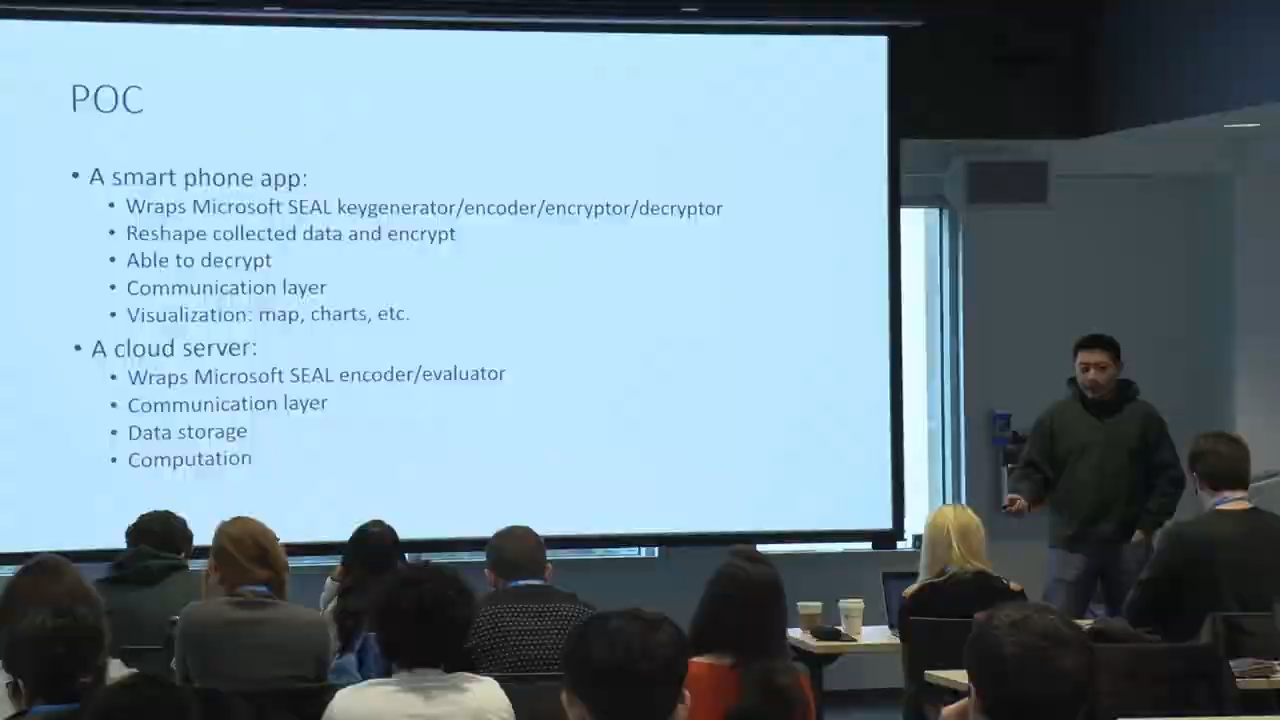 POC
• A smart phone app:
• Wraps Microsoft SEAL keygenerator/encoder/encryptor/decryptor
• Reshape collected data and encrypt
• Able to decrypt
• Communication layer
• Visualization: map, charts, etc.
• A cloud server:
• Wraps Microsoft SEAL encoder/evaluator
• Communication layer
• Data storage
• Computation